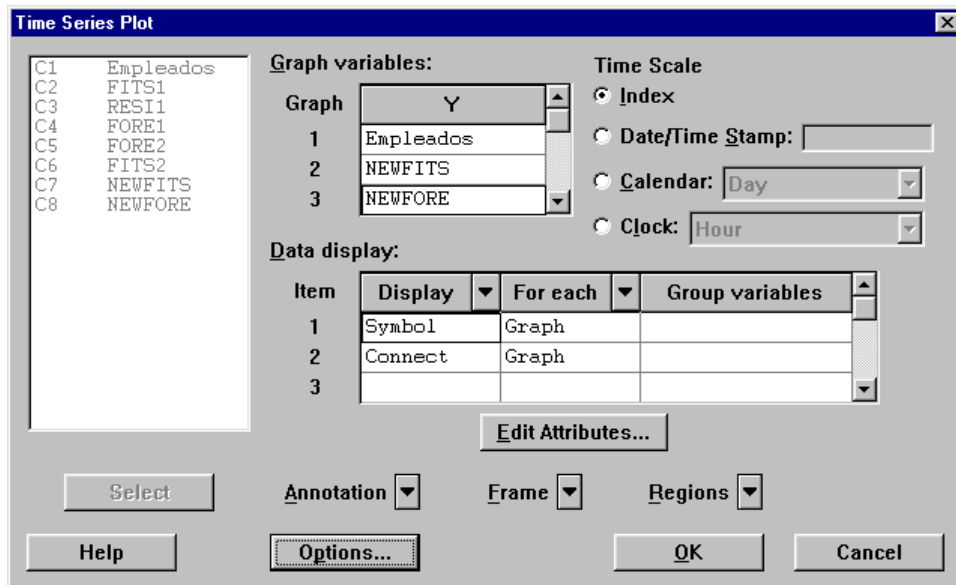 Time Series Plot
C1 Empleados
C2 FITS1
C3 RESI1
C4 FORE1
C5 FORE2
C6 FITS2
C7 NEWFITS
C8 NEWFORE
Graph variables:
Graph Y
1 Empleados
2 NEWFITS
3 NEWFORE
Time Scale
Index
Date/Time Stamp:
Calendar: Day
Clock: Hour
Data display:
Item Display For each Group variables
1 Symbol Graph
2 Connect Graph
3
Edit Attributes...
Select
Annotation
Frame
Regions
Help
Options...
OK
Cancel